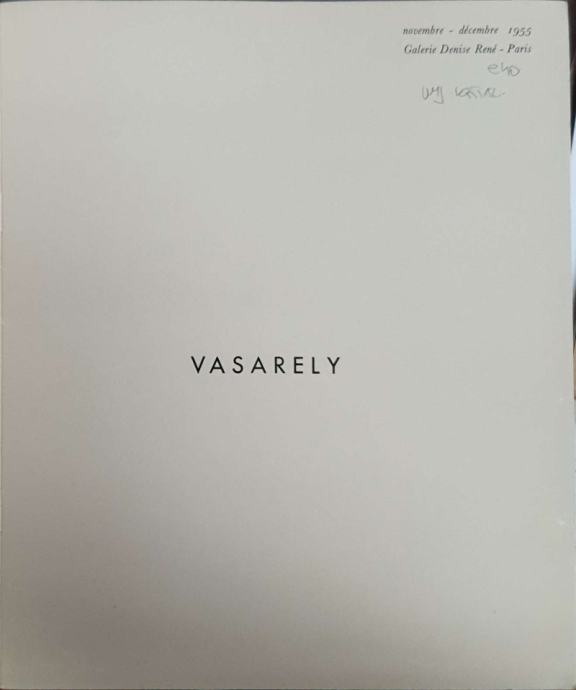 novembre - décembre 1955
Galerie Denise René - Paris
VASARELY